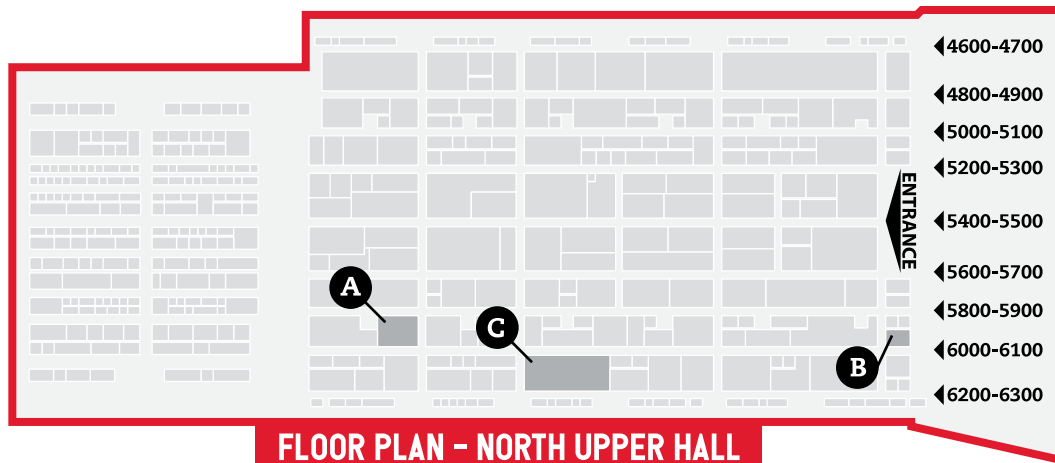 ◀4600-4700
◀4800-4900
◀5000-5100
◀5200-5300
ENTRANCE
◀5400-5500
◀5600-5700
A
◀5800-5900
C
◀6000-6100
B
◀6200-6300
FLOOR PLAN - NORTH UPPER HALL